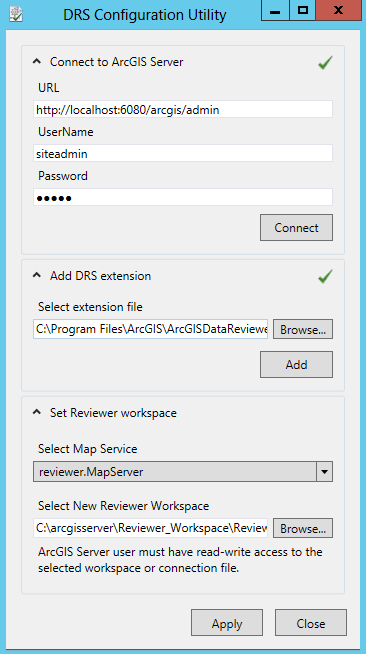 DRS Configuration Utility
Connect to ArcGIS Server
URL
http://localhost:6080/arcgis/admin
UserName
siteadmin
Password
●●●●●
Connect
Add DRS extension
Select extension file
C:\Program Files\ArcGIS\ArcGISDataReviewe
Browse...
Add
Set Reviewer workspace
Select Map Service
reviewer.MapServer
Select New Reviewer Workspace
C:\arcgisserver\Reviewer_Workspace\Review
Browse...
ArcGIS Server user must have read-write access to the
selected workspace or connection file.
Apply
Close